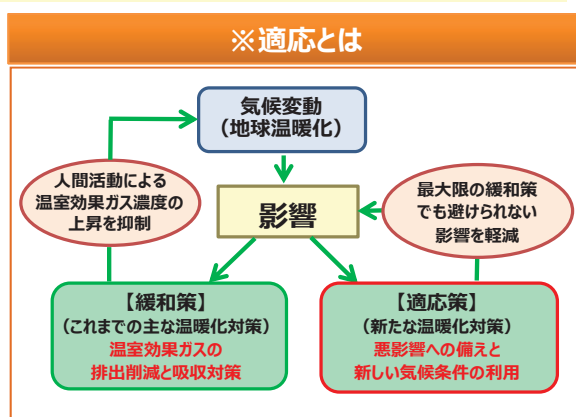 ※適応とは
気候変動
（地球温暖化）
人間活動による
温室効果ガス濃度の
上昇を抑制
影響
最大限の緩和策
でも避けられない
影響を軽減
【緩和策】
（これまでの主な温暖化対策）
温室効果ガスの
排出削減と吸収対策
【適応策】
（新たな温暖化対策）
悪影響への備えと
新しい気候条件の利用